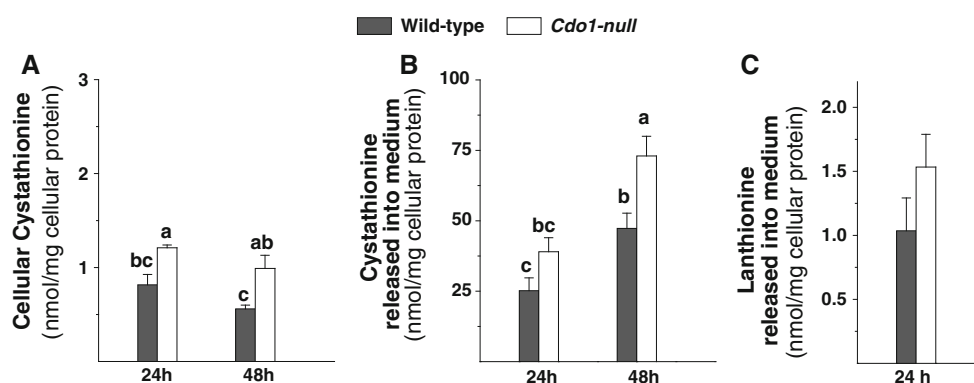 Wild-type
Cdo1-null
A
Cellular Cystathionine
(nmol/mg cellular protein)
3
2
1
bc
a
c
ab
24h
48h
B
Cystathionine
released into medium
(nmol/mg cellular protein)
100
75
50
25
c
bc
b
a
24h
48h
C
Lanthionine
released into medium
(nmol/mg cellular protein)
2.0
1.5
1.0
0.5
24 h